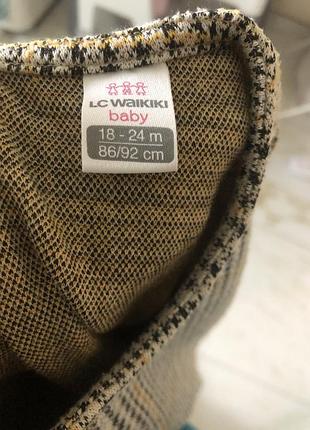 LC WAIKIKI
baby
18 - 24 m
86/92 cm